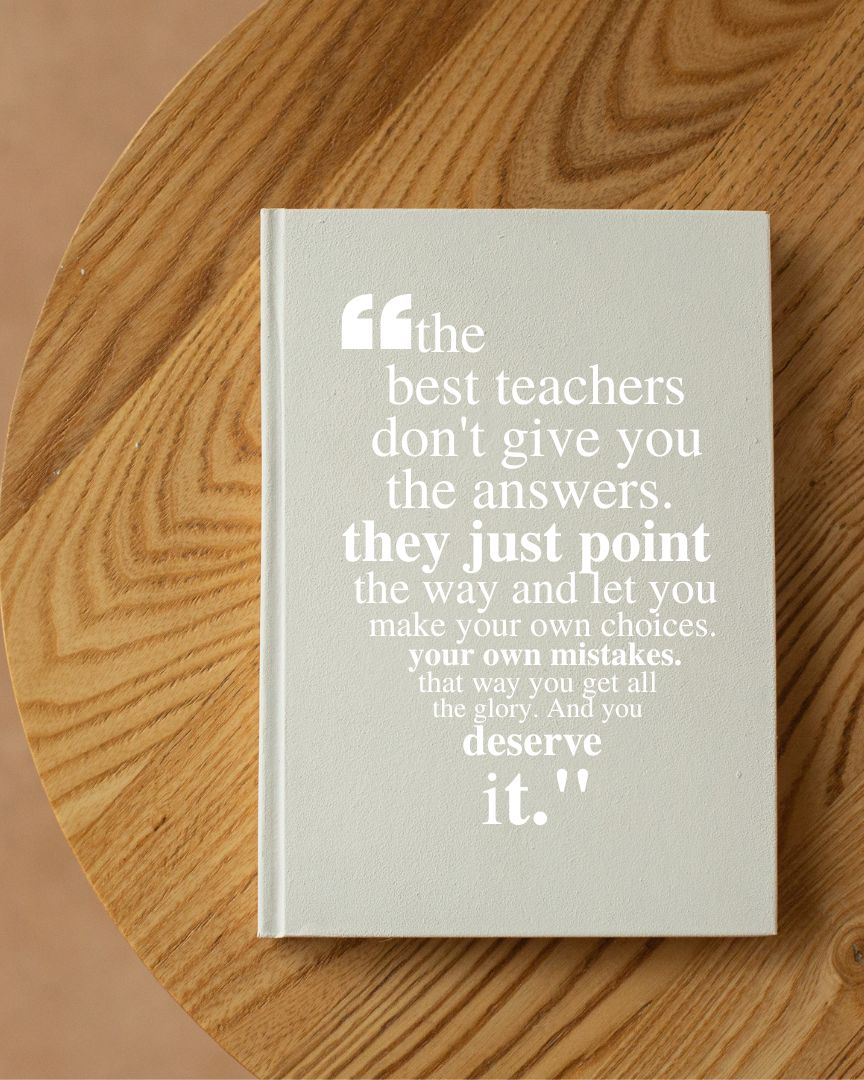 “the
best teachers
don't give you
the answers.
they just point
the way and let you
make your own choices.
your own mistakes.
that way you get all
the glory. And you
deserve
it."